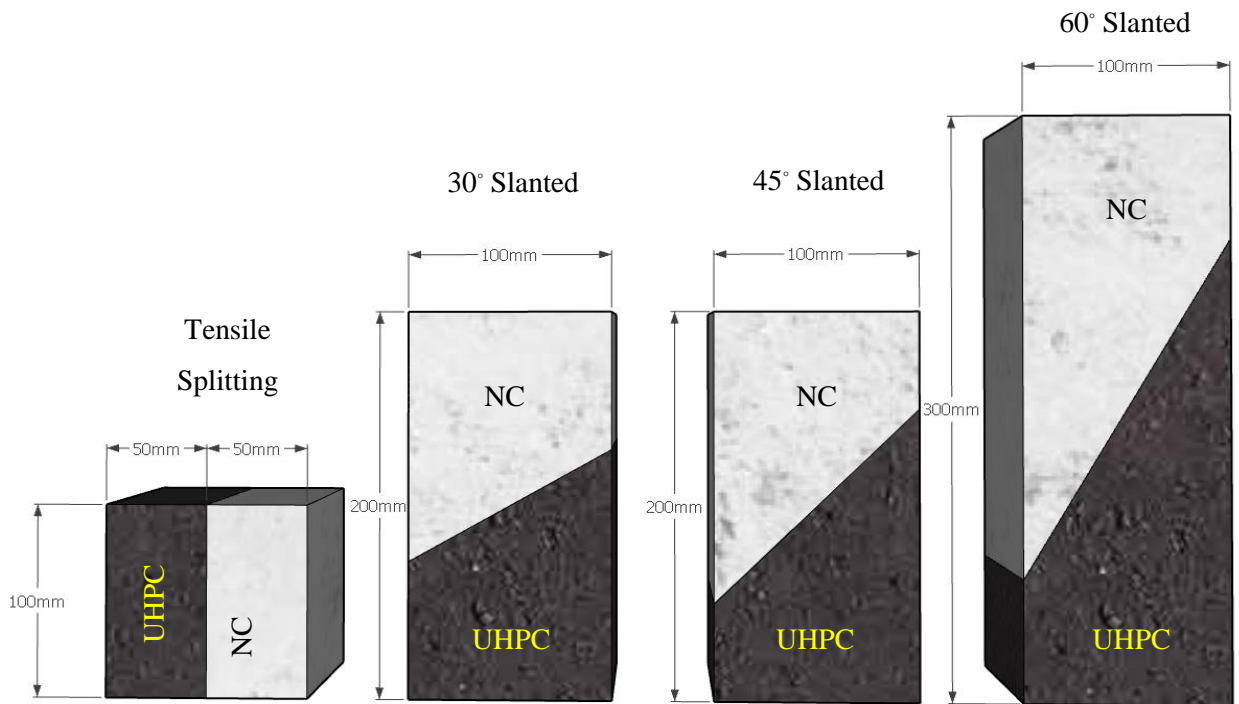 60° Slanted
100mm
30° Slanted
45° Slanted
100mm
100mm
NC
Tensile
Splitting
NC
NC
300mm
50mm
50mm
200mm
200mm
100mm
UHPC
NC
UHPC
UHPC
UHPC